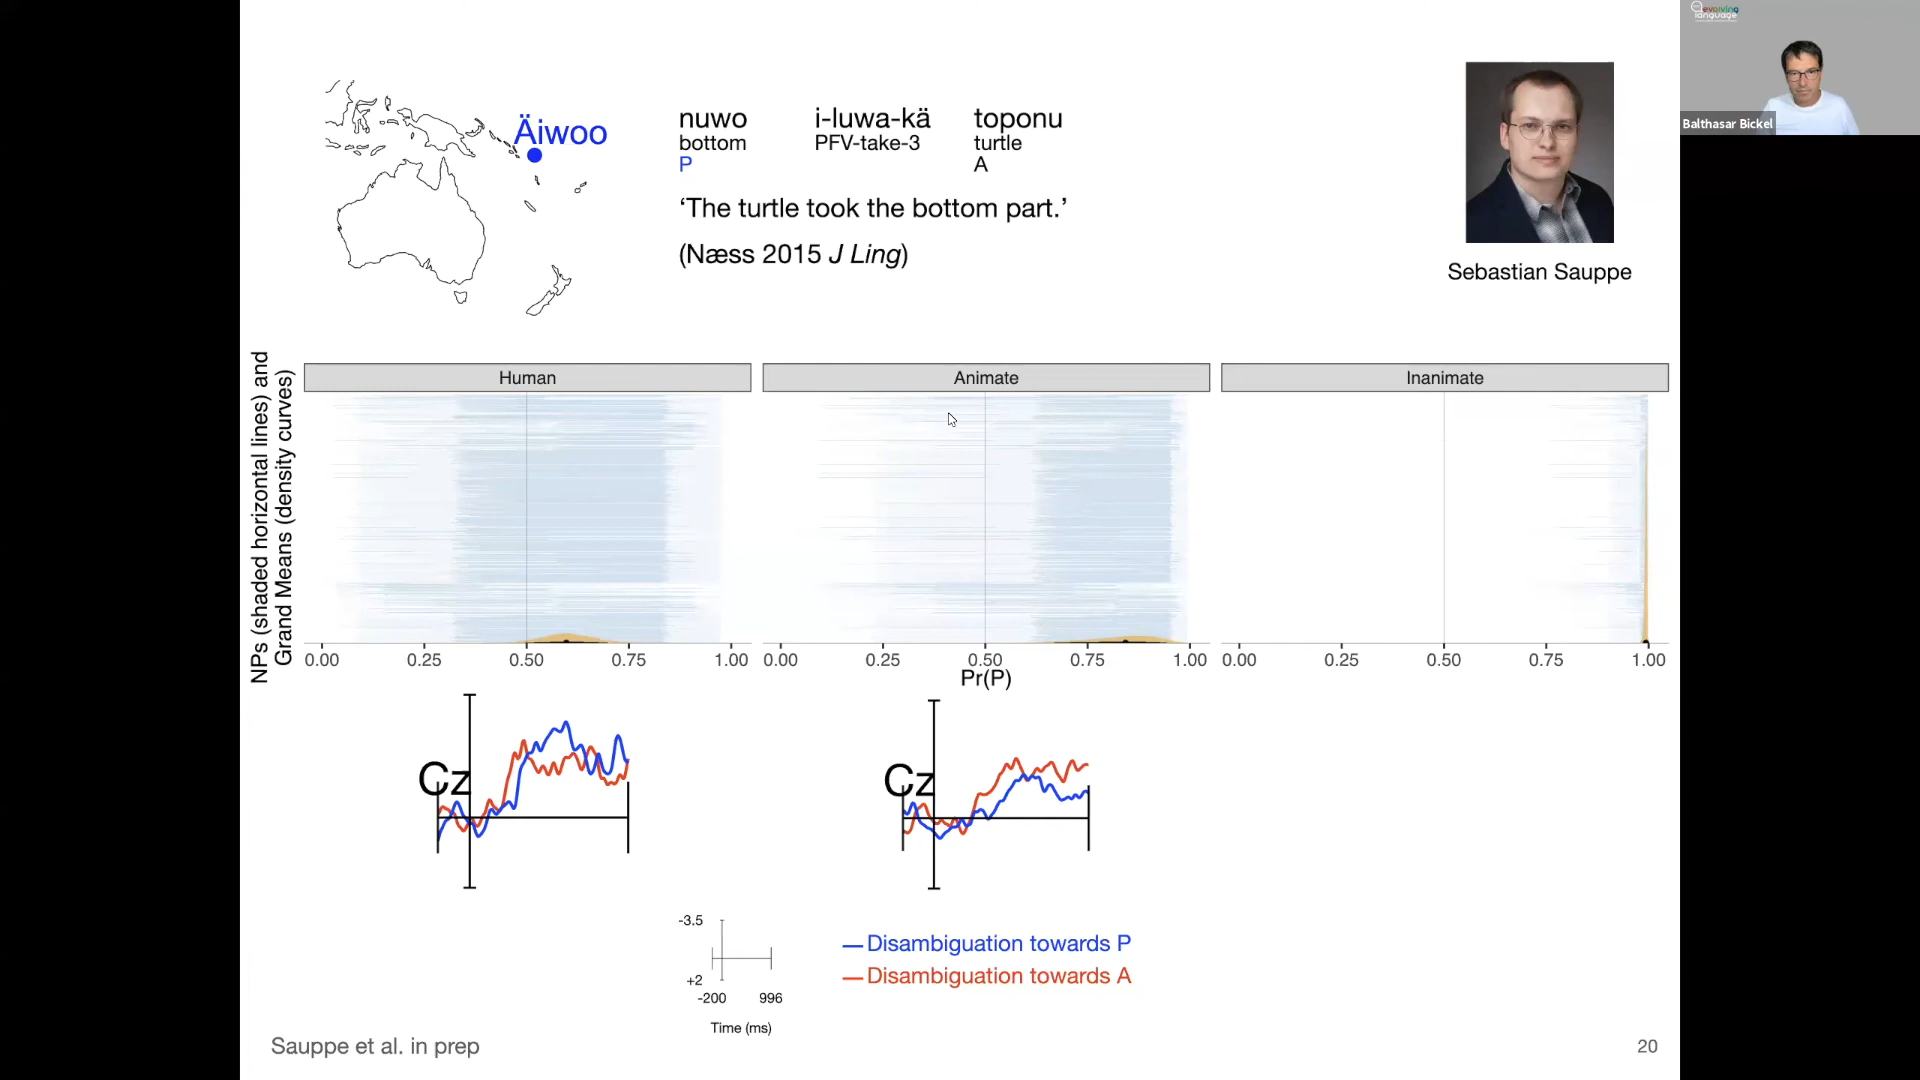 evolving
language
Balthasar Bickel
Äiwoo
nuwo i-luwa-kä toponu
bottom PFV-take-3 turtle
P A
‘The turtle took the bottom part.’
(Næss 2015 J Ling)
Sebastian Sauppe
NPs (shaded horizontal lines) and
Grand Means (density curves)
Human Animate Inanimate
0.00 0.25 0.50 0.75 1.00 0.00 0.25 0.50 0.75 1.00 0.00 0.25 0.50 0.75 1.00
Pr(P)
Cz Cz
-3.5
+2
-200 996
Time (ms)
Disambiguation towards P
Disambiguation towards A
Sauppe et al. in prep
20